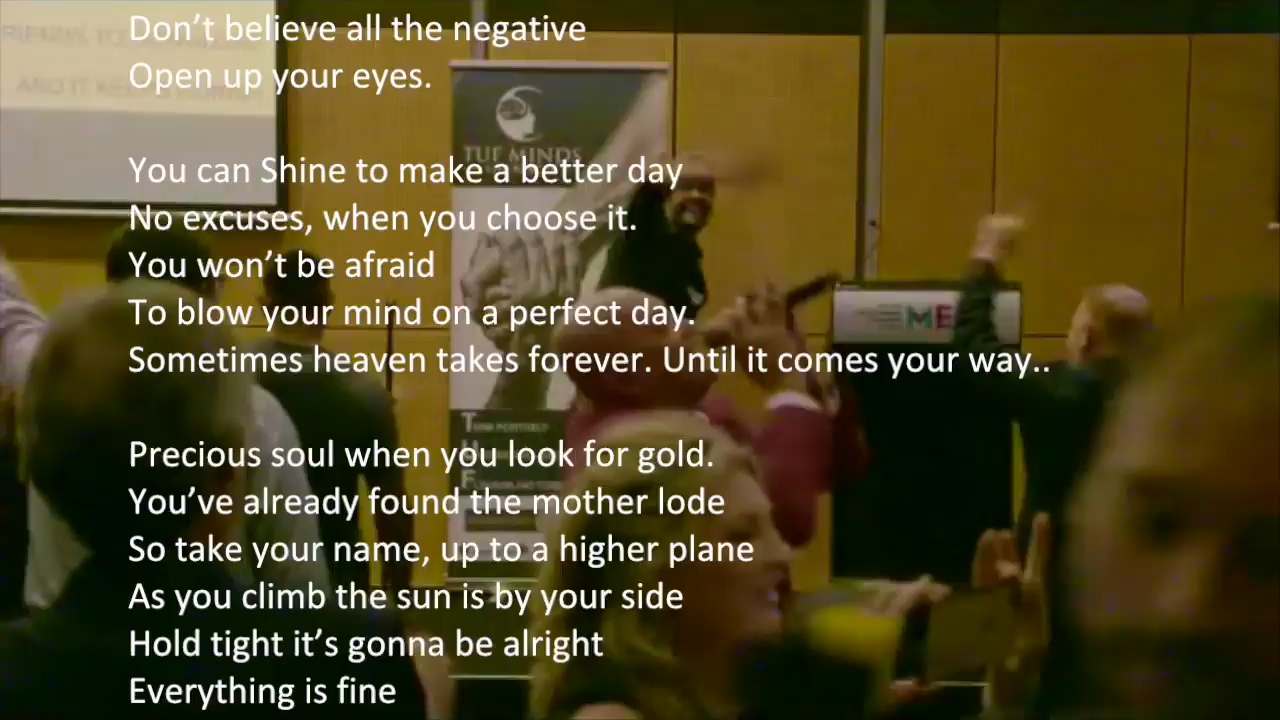 Don't believe all the negative
Open up your eyes.
You can Shine to make a better day
No excuses, when you choose it.
You won't be afraid
To blow your mind on a perfect day.
Sometimes heaven takes forever. Until it comes your way..
Precious soul when you look for gold.
You've already found the mother lode
So take your name, up to a higher plane
As you climb the sun is by your side
Hold tight it's gonna be alright
Everything is fine
TUF MINDS
ME